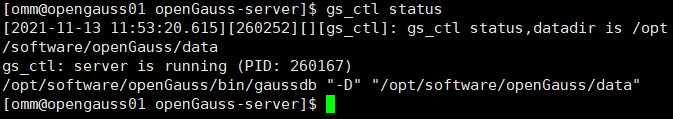 [omm@opengauss01 openGauss-server]$ gs_ctl status
[2021-11-13 11:53:20.615][260252][][gs_ctl]: gs_ctl status,datadir is /opt
/software/openGauss/data
gs_ctl: server is running (PID: 260167)
/opt/software/openGauss/bin/gaussdb "-D" "/opt/software/openGauss/data"
[omm@opengauss01 openGauss-server]$